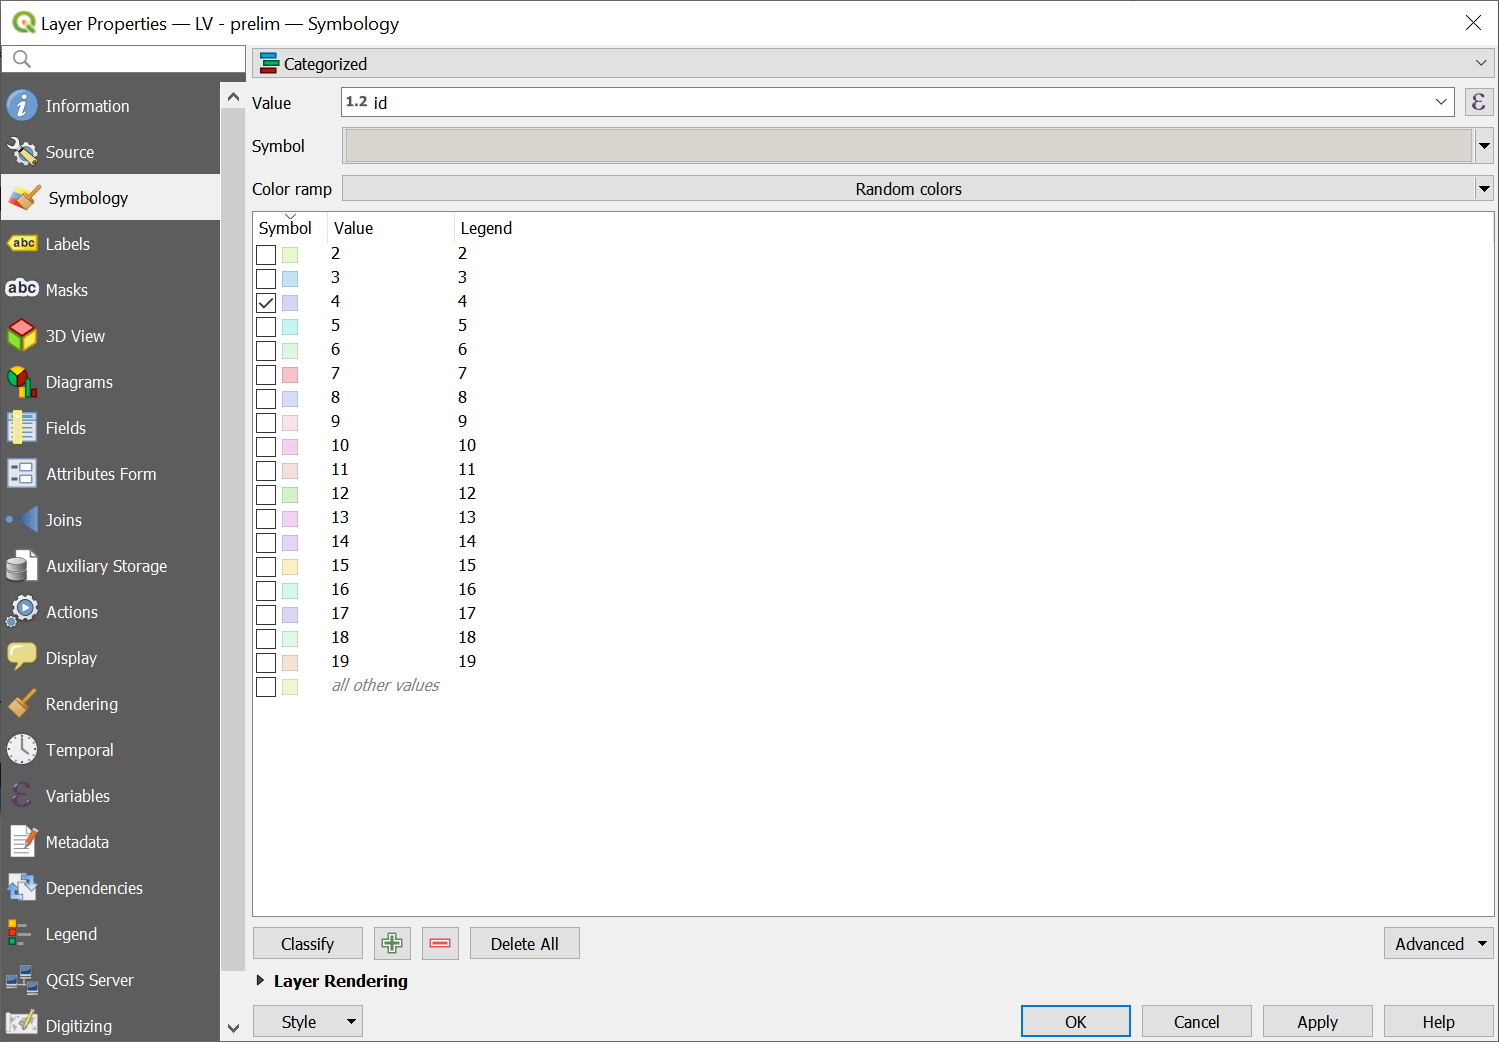 Layer Properties — LV - prelim — Symbology
Categorized
Value 1.2 id ε
Symbol
Color ramp Random colors
Information
Source
Symbology
abc Labels
abc Masks
3D View
Diagrams
Fields
Attributes Form
Joins
Auxiliary Storage
Actions
Display
Rendering
Temporal
ε Variables
Metadata
Dependencies
Legend
QGIS Server
Digitizing
Symbol Value Legend
2 2
3 3
4 4
5 5
6 6
7 7
8 8
9 9
10 10
11 11
12 12
13 13
14 14
15 15
16 16
17 17
18 18
19 19
all other values
Classify Delete All Advanced
Layer Rendering
Style OK Cancel Apply Help